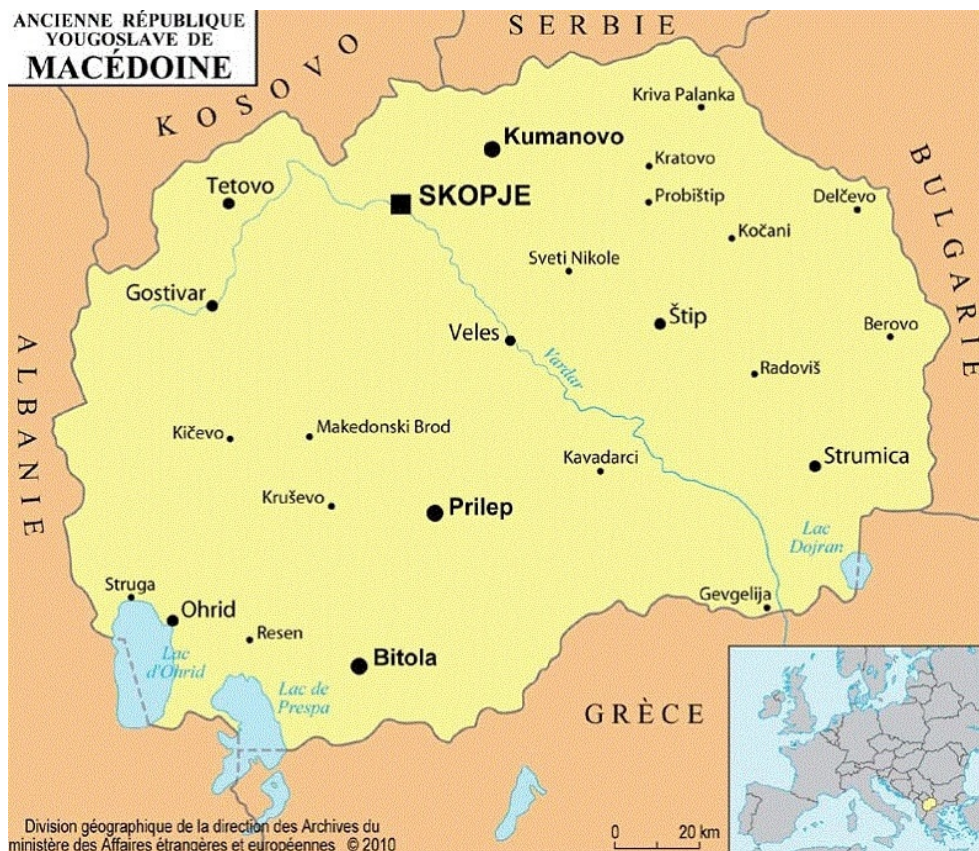 ANCIENNE RÉPUBLIQUE
YOUGOSLAVE DE
MACÉDOINE
SERBIE
KOSOVO
Kriva Palanka
Kumanovo
BULGARIE
Kratovo
Tetovo
SKOPJE
Probištip
Delčevo
Kočani
Sveti Nikole
Gostivar
Štip
Veles
Berovo
ALBANIE
Vardar
Radoviš
Makedonski Brod
Kičevo
Kavadarci
Strumica
Kruševo
Prilep
Lac
Dojran
Struga
Gevgelija
Ohrid
Resen
Lac
d'Ohrid
Bitola
Lac de
Prespa
GRÈCE
Division géographique de la direction des Archives du
ministère des Affaires étrangères et européennes © 2010
0 20 km